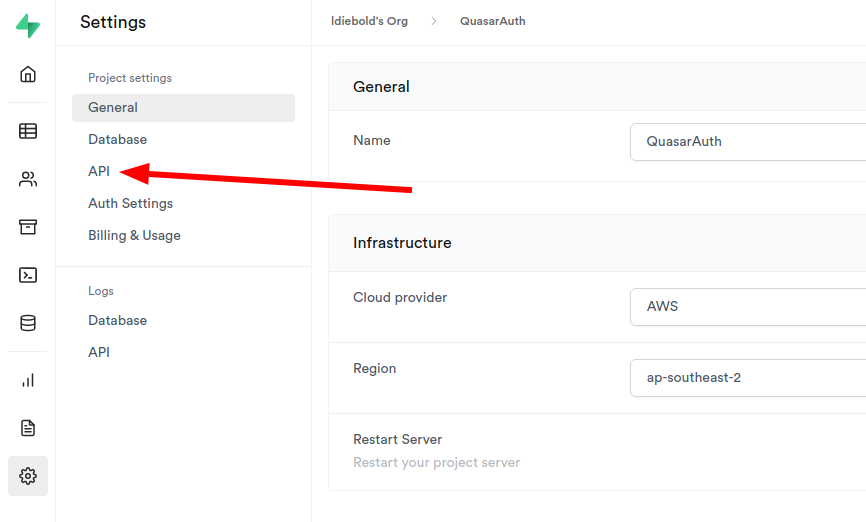 Settings
Project settings
General
Database
API
Auth Settings
Billing & Usage
Logs
Database
API
ldiebold's Org > QuasarAuth
General
Name
QuasarAuth
Infrastructure
Cloud provider
AWS
Region
ap-southeast-2
Restart Server
Restart your project server